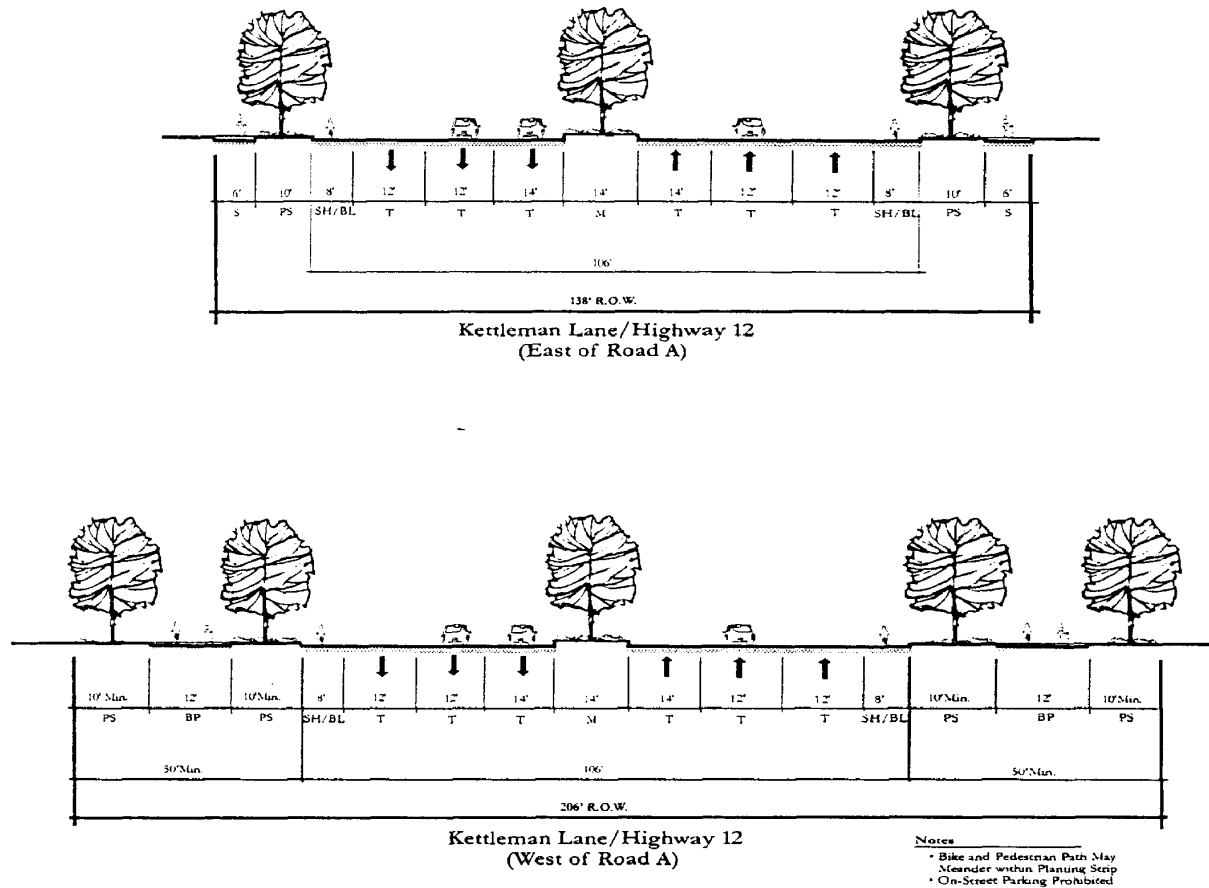 6' 10' 8' 12' 12' 14' 14' 14' 12' 12' 8' 10' 6'
S PS SH/BL T T T M T T T SH/BL PS S
106'
138' R.O.W.
Kettleman Lane/Highway 12
(East of Road A)
10'Min. 12' 10'Min. 8' 12' 12' 14' 14' 14' 12' 12' 8' 10'Min. 12' 10'Min.
PS BP PS SH/BL T T T M T T T SH/BL PS BP PS
50'Min. 106' 50'Min.
206' R.O.W.
Kettleman Lane/Highway 12
(West of Road A)
Notes
• Bike and Pedestrian Path May
Meander within Planting Strip
• On-Street Parking Prohibited